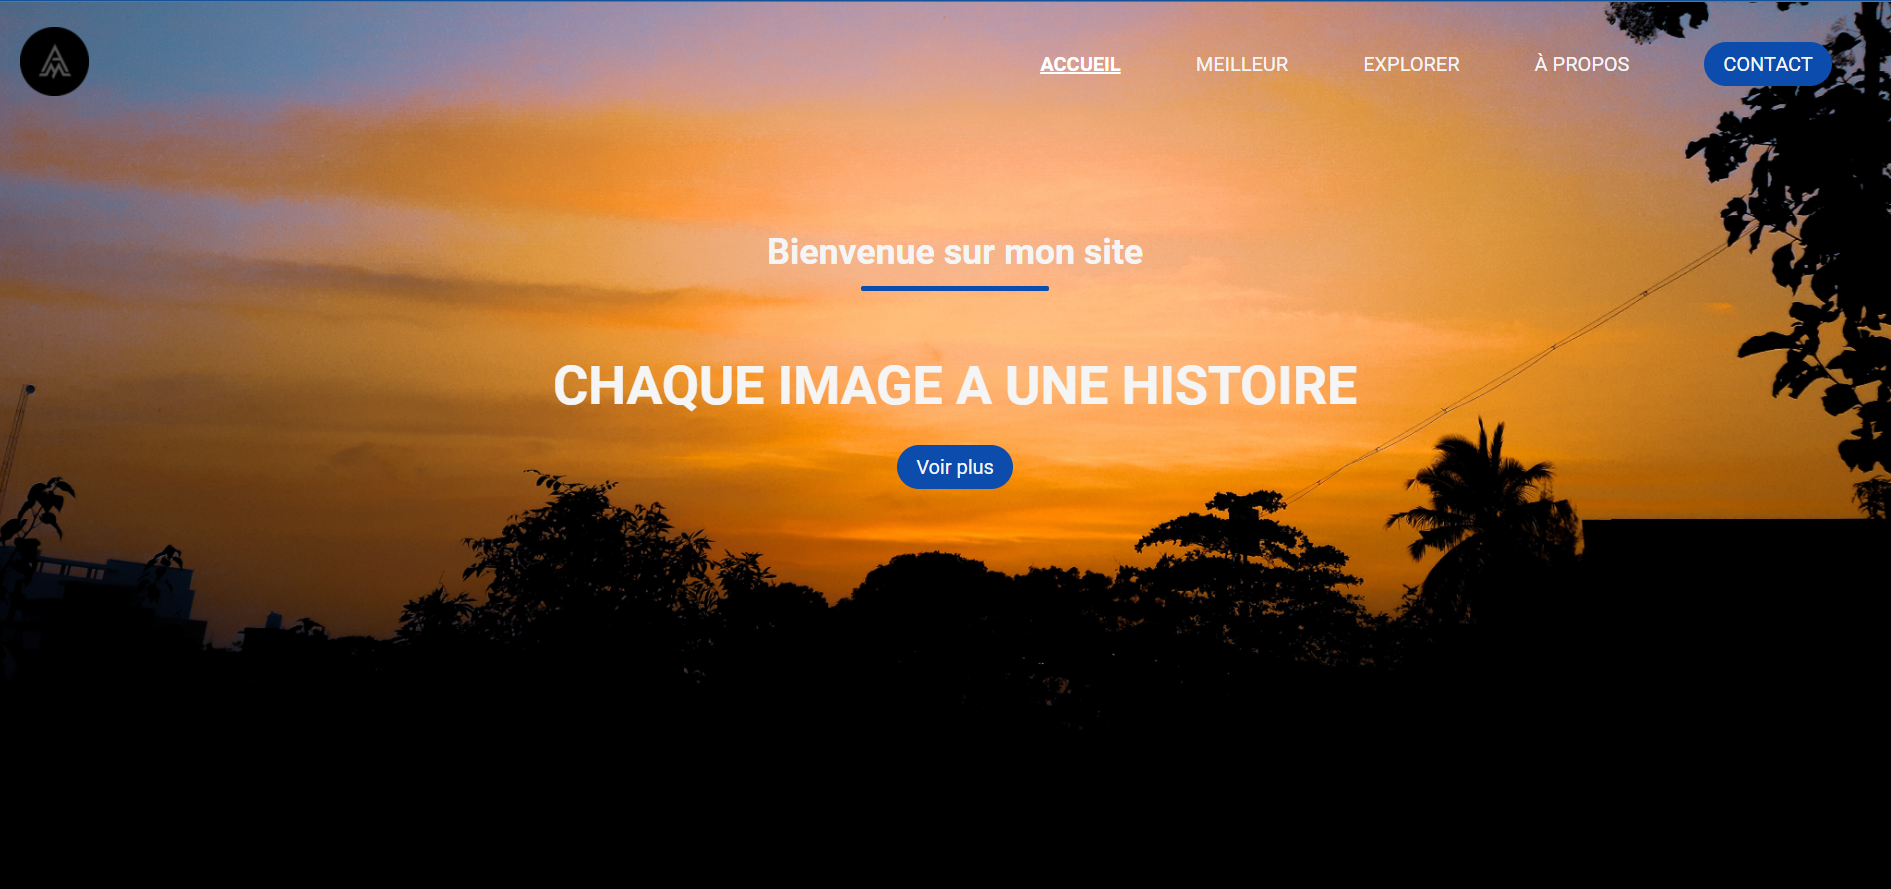 ACCUEIL MEILLEUR EXPLORER À PROPOS CONTACT
Bienvenue sur mon site
CHAQUE IMAGE A UNE HISTOIRE
Voir plus